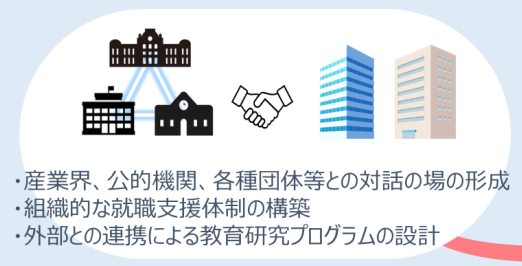 ・産業界、公的機関、各種団体等との対話の場の形成
・組織的な就職支援体制の構築
・外部との連携による教育研究プログラムの設計